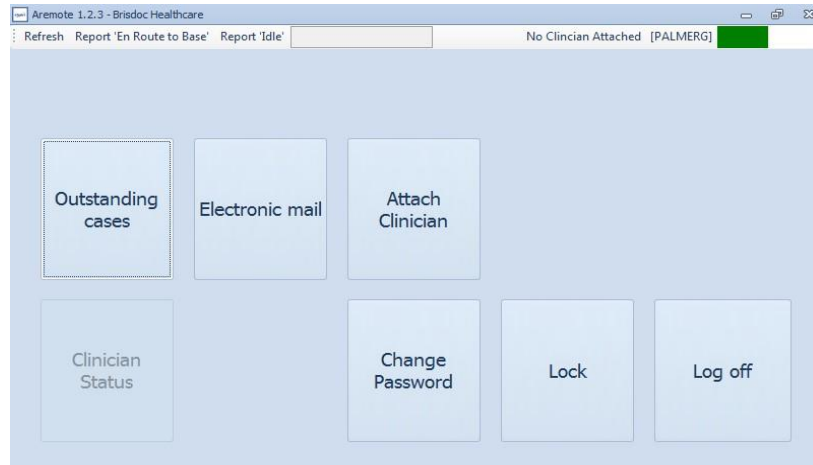 Aremote 1.2.3 - Brisdoc Healthcare
Refresh Report 'En Route to Base' Report 'Idle' No Clincian Attached [PALMERG]
Outstanding
cases
Electronic mail
Attach
Clinician
Clinician
Status
Change
Password
Lock
Log off